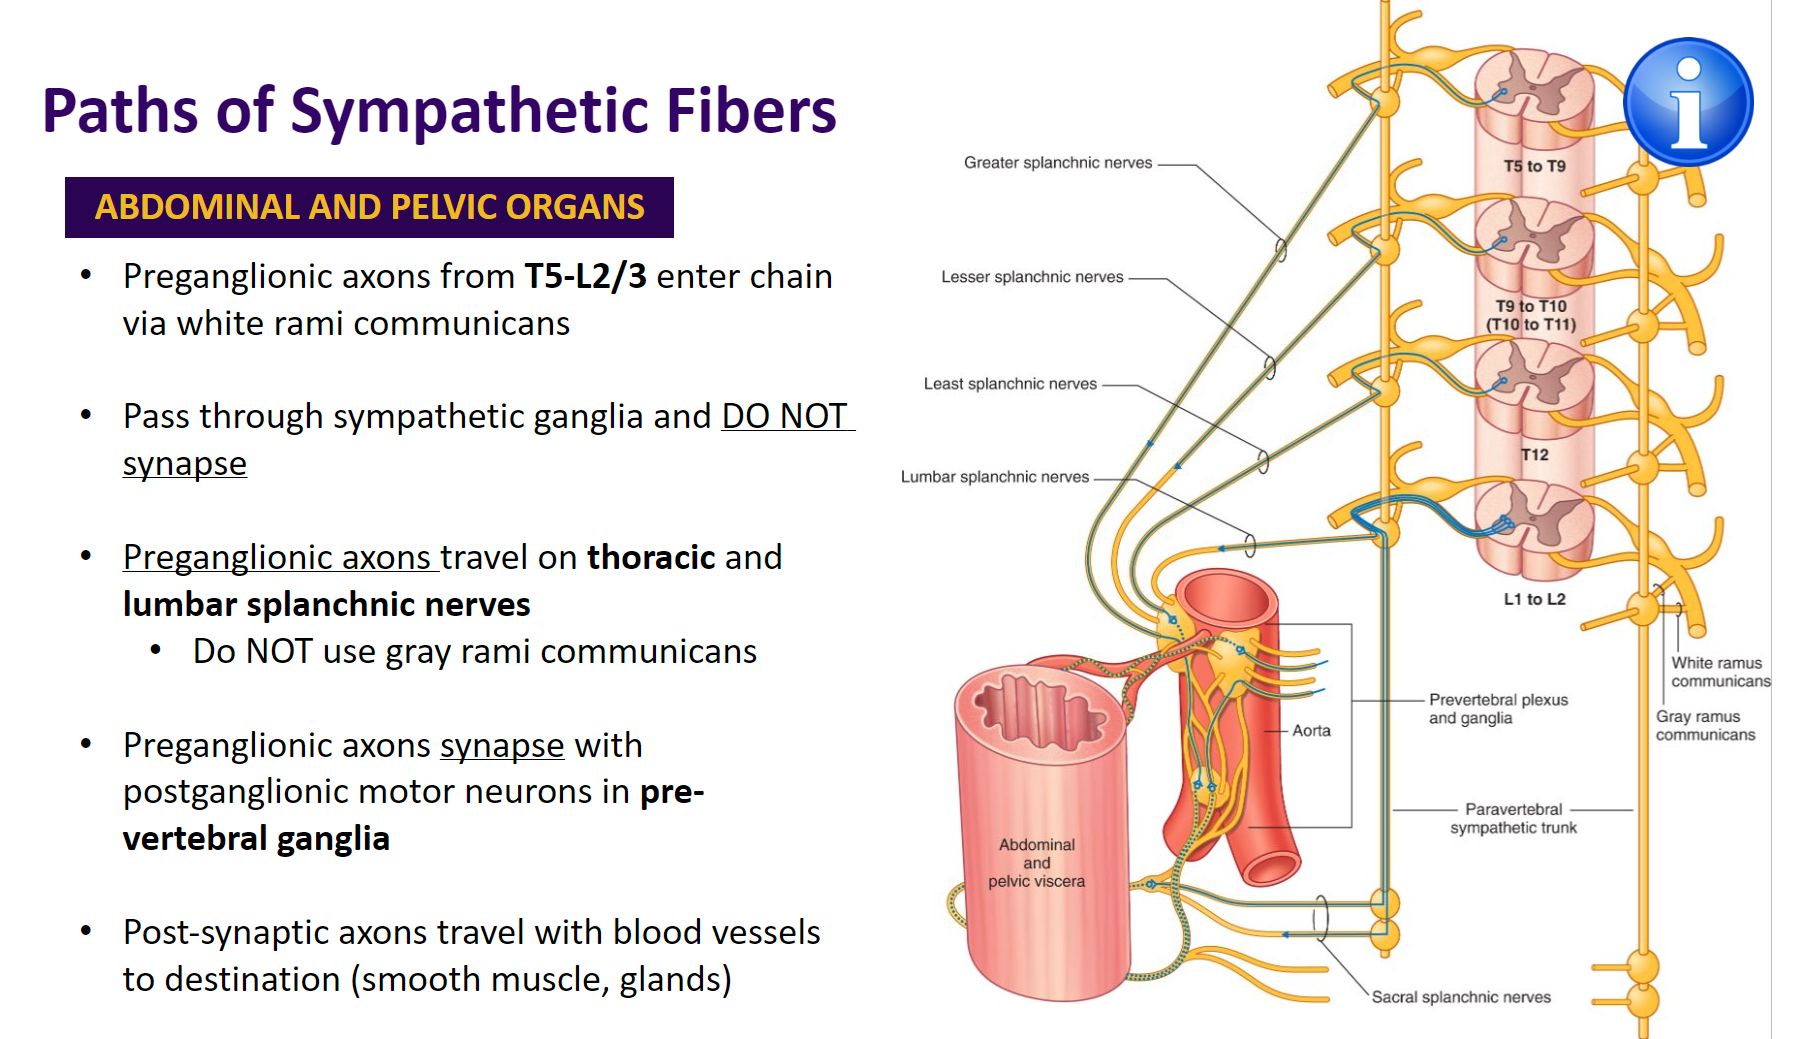 Paths of Sympathetic Fibers
ABDOMINAL AND PELVIC ORGANS
• Preganglionic axons from T5-L2/3 enter chain
via white rami communicans
• Pass through sympathetic ganglia and DO NOT
synapse
• Preganglionic axons travel on thoracic and
lumbar splanchnic nerves
• Do NOT use gray rami communicans
• Preganglionic axons synapse with
postganglionic motor neurons in pre-
vertebral ganglia
• Post-synaptic axons travel with blood vessels
to destination (smooth muscle, glands)
Greater splanchnic nerves
Lesser splanchnic nerves
Least splanchnic nerves
Lumbar splanchnic nerves
T5 to T9
T9 to T10
(T10 to T11)
T12
L1 to L2
White ramus
communicans
Gray ramus
communicans
Prevertebral plexus
and ganglia
Aorta
Paravertebral
sympathetic trunk
Abdominal
and
pelvic viscera
Sacral splanchnic nerves
i